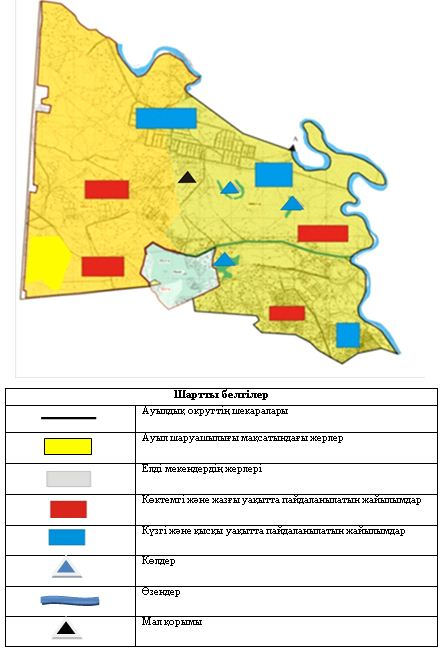 Шартты белгілер
Ауылдық округтің шекаралары
Ауыл шаруашылығы мақсатындағы жерлер
Елді мекендердің жерлері
Көктемгі және жазғы уақытта пайдаланылатын жайылымдар
Күзгі және қысқы уақытта пайдаланылатын жайылымдар
Көлдер
Өзендер
Мал қорымы